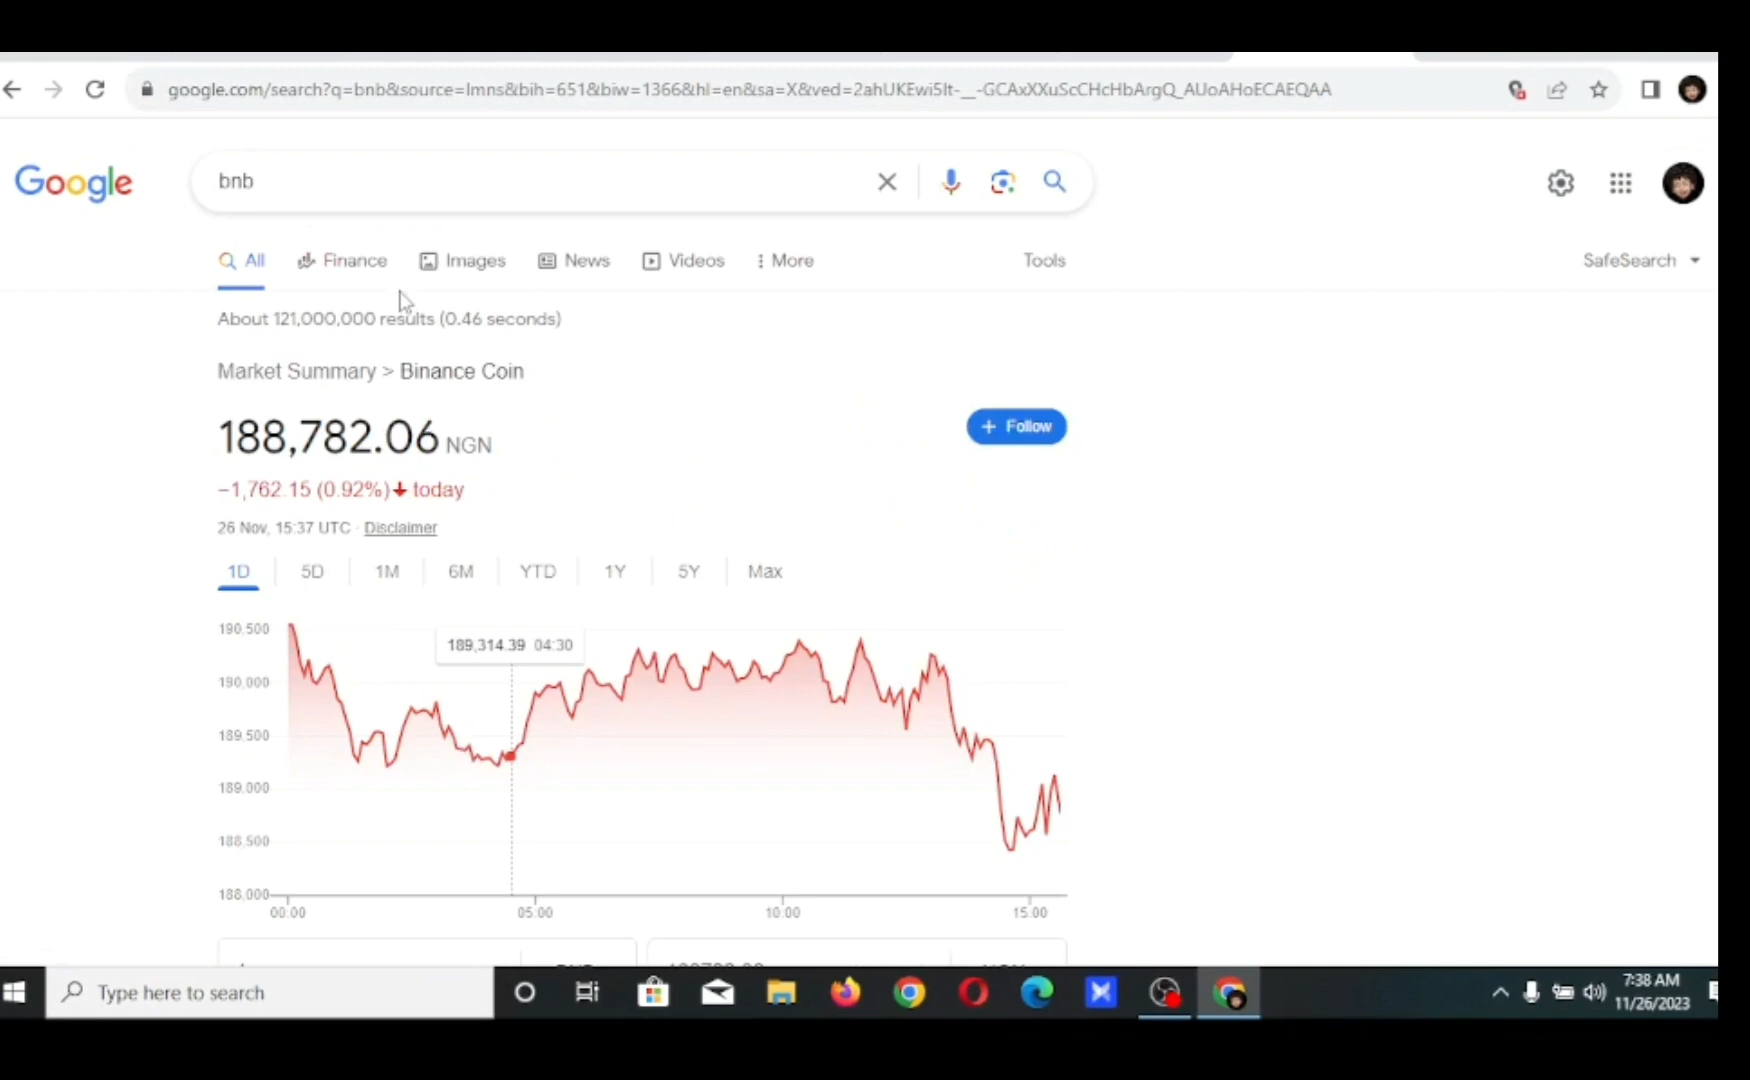 google.com/search?q=bnb&source=lmns&bih=651&biw=1366&hl=en&sa=X&ved=2ahUKEwi5lt-__-GCAxXXuScCHcHbArgQ_AUoAHoECAEQAA
Google
bnb
All Finance Images News Videos More Tools SafeSearch
About 121,000,000 results (0.46 seconds)
Market Summary > Binance Coin
188,782.06 NGN
+ Follow
−1,762.15 (0.92%) today
26 Nov, 15:37 UTC · Disclaimer
1D 5D 1M 6M YTD 1Y 5Y Max
190,500
189,314.39 04:30
190,000
189,500
189,000
188,500
188,000
00:00 05:00 10:00 15:00
Type here to search
7:38 AM
11/26/2023